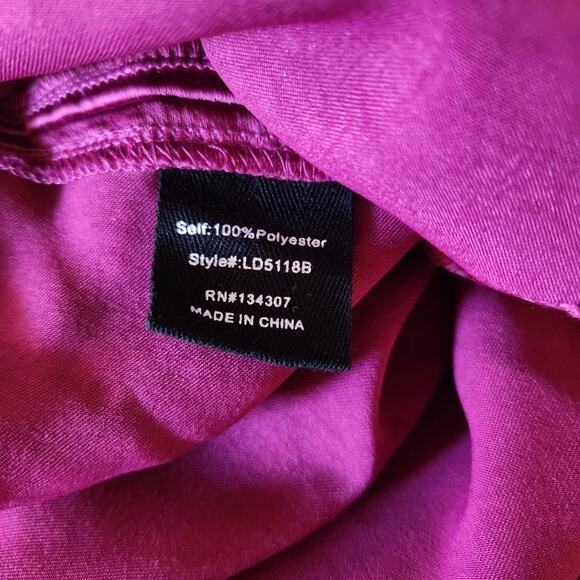 Self:100%Polyester
Style#:LD5118B
RN#134307
MADE IN CHINA